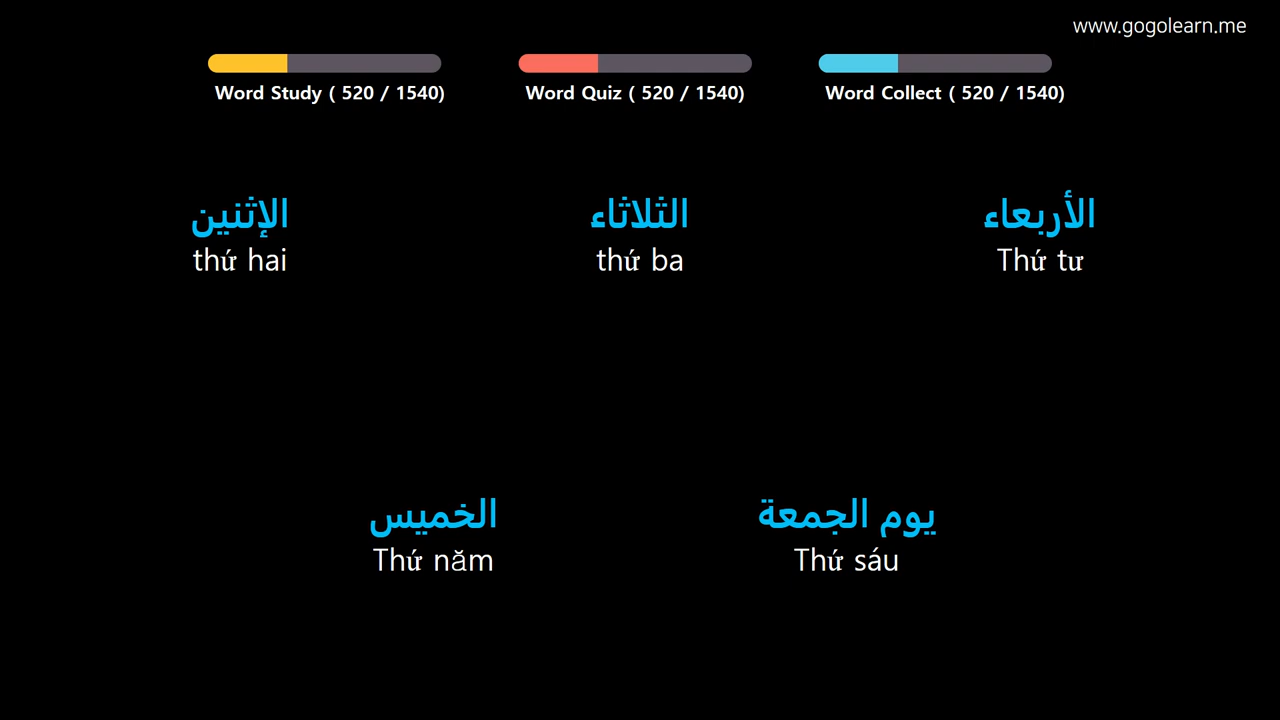 www.gogolearn.me
Word Study ( 520 / 1540)
Word Quiz ( 520 / 1540)
Word Collect ( 520 / 1540)
الإثنين
thứ hai
الثلاثاء
thứ ba
الأربعاء
Thứ tư
الخميس
Thứ năm
يوم الجمعة
Thứ sáu